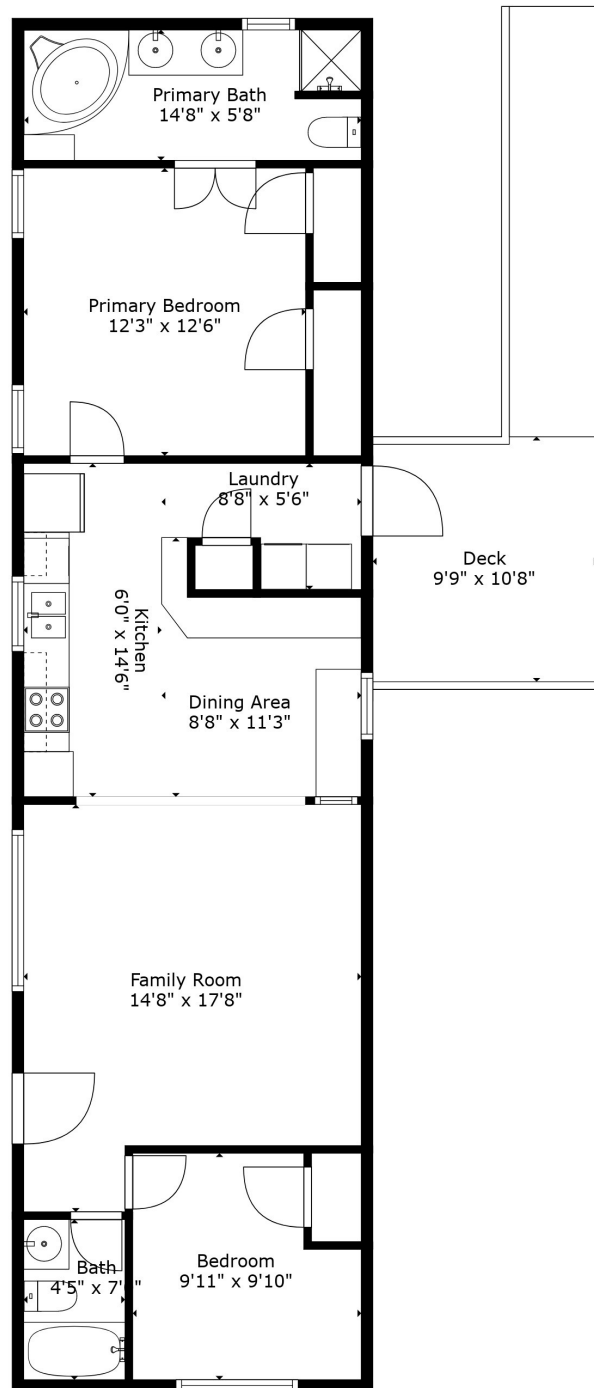 Primary Bath
14'8" x 5'8"
Primary Bedroom
12'3" x 12'6"
Laundry
8'8" x 5'6"
Deck
9'9" x 10'8"
Kitchen
6'0" x 14'6"
Dining Area
8'8" x 11'3"
Family Room
14'8" x 17'8"
Bath
4'5" x
Bedroom
9'11" x 9'10"